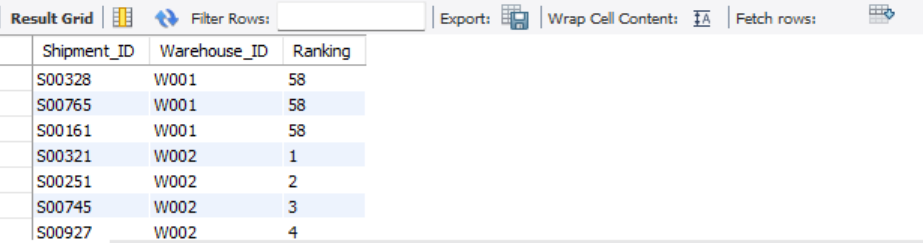 Result Grid Filter Rows: Export: Wrap Cell Content: IA Fetch rows:
Shipment_ID Warehouse_ID Ranking
S00328 W001 58
S00765 W001 58
S00161 W001 58
S00321 W002 1
S00251 W002 2
S00745 W002 3
S00927 W002 4